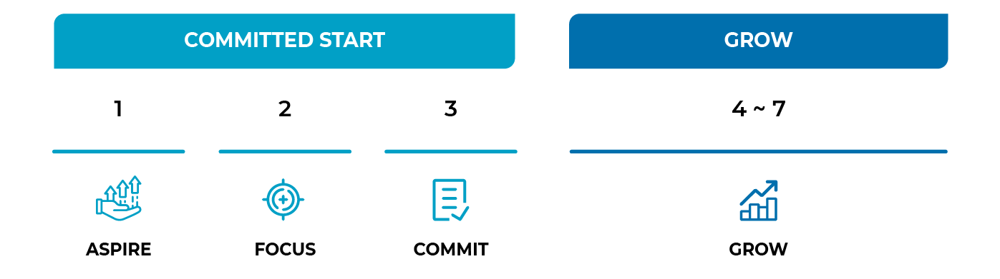 COMMITTED START
GROW
1
2
3
4 ~ 7
ASPIRE
FOCUS
COMMIT
GROW